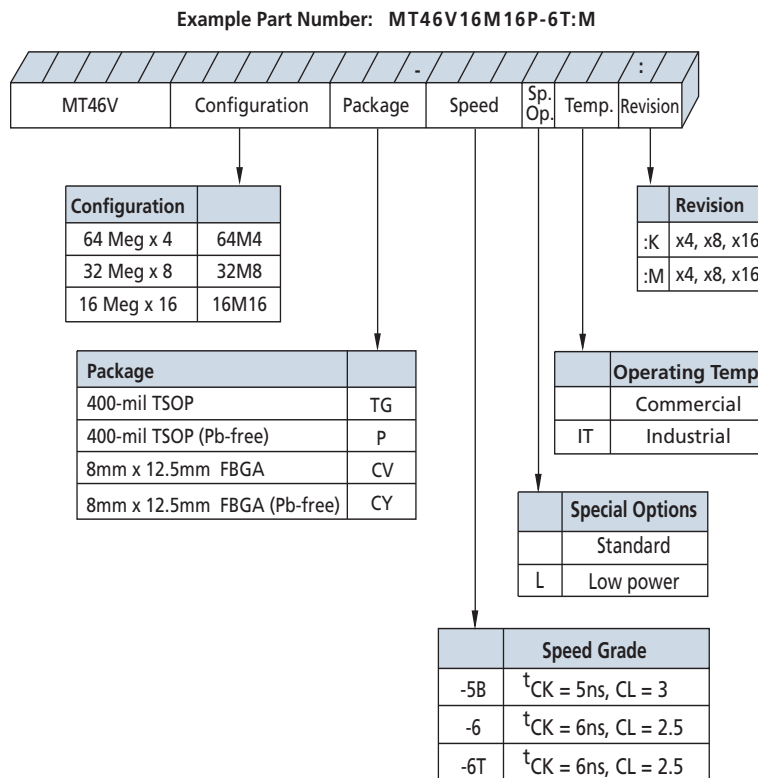 Example Part Number: MT46V16M16P-6T:M
- :
MT46V Configuration Package Speed Sp. Op. Temp. Revision
Configuration
64 Meg x 4 64M4
32 Meg x 8 32M8
16 Meg x 16 16M16
Revision
:K x4, x8, x16
:M x4, x8, x16
Package
400-mil TSOP TG
400-mil TSOP (Pb-free) P
8mm x 12.5mm FBGA CV
8mm x 12.5mm FBGA (Pb-free) CY
Operating Temp
Commercial
IT Industrial
Special Options
Standard
L Low power
Speed Grade
-5B tCK = 5ns, CL = 3
-6 tCK = 6ns, CL = 2.5
-6T tCK = 6ns, CL = 2.5